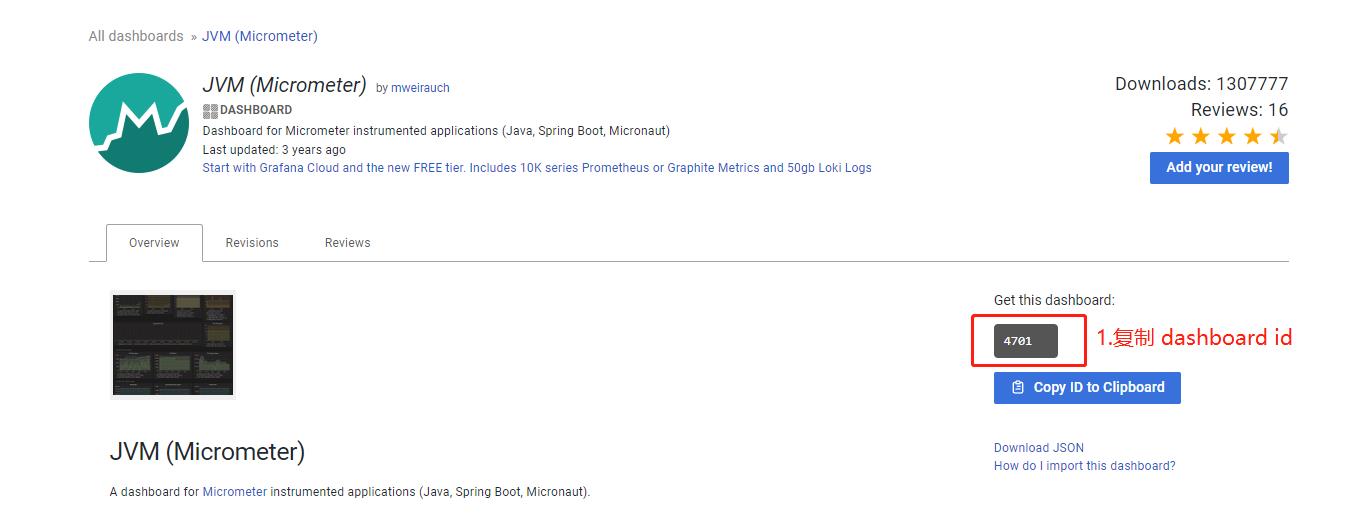 All dashboards » JVM (Micrometer)
JVM (Micrometer) by mweirauch
DASHBOARD
Dashboard for Micrometer instrumented applications (Java, Spring Boot, Micronaut)
Last updated: 3 years ago
Start with Grafana Cloud and the new FREE tier. Includes 10K series Prometheus or Graphite Metrics and 50gb Loki Logs
Downloads: 1307777
Reviews: 16
Add your review!
Overview Revisions Reviews
Get this dashboard:
4701
1.复制 dashboard id
Copy ID to Clipboard
Download JSON
How do I import this dashboard?
JVM (Micrometer)
A dashboard for Micrometer instrumented applications (Java, Spring Boot, Micronaut).